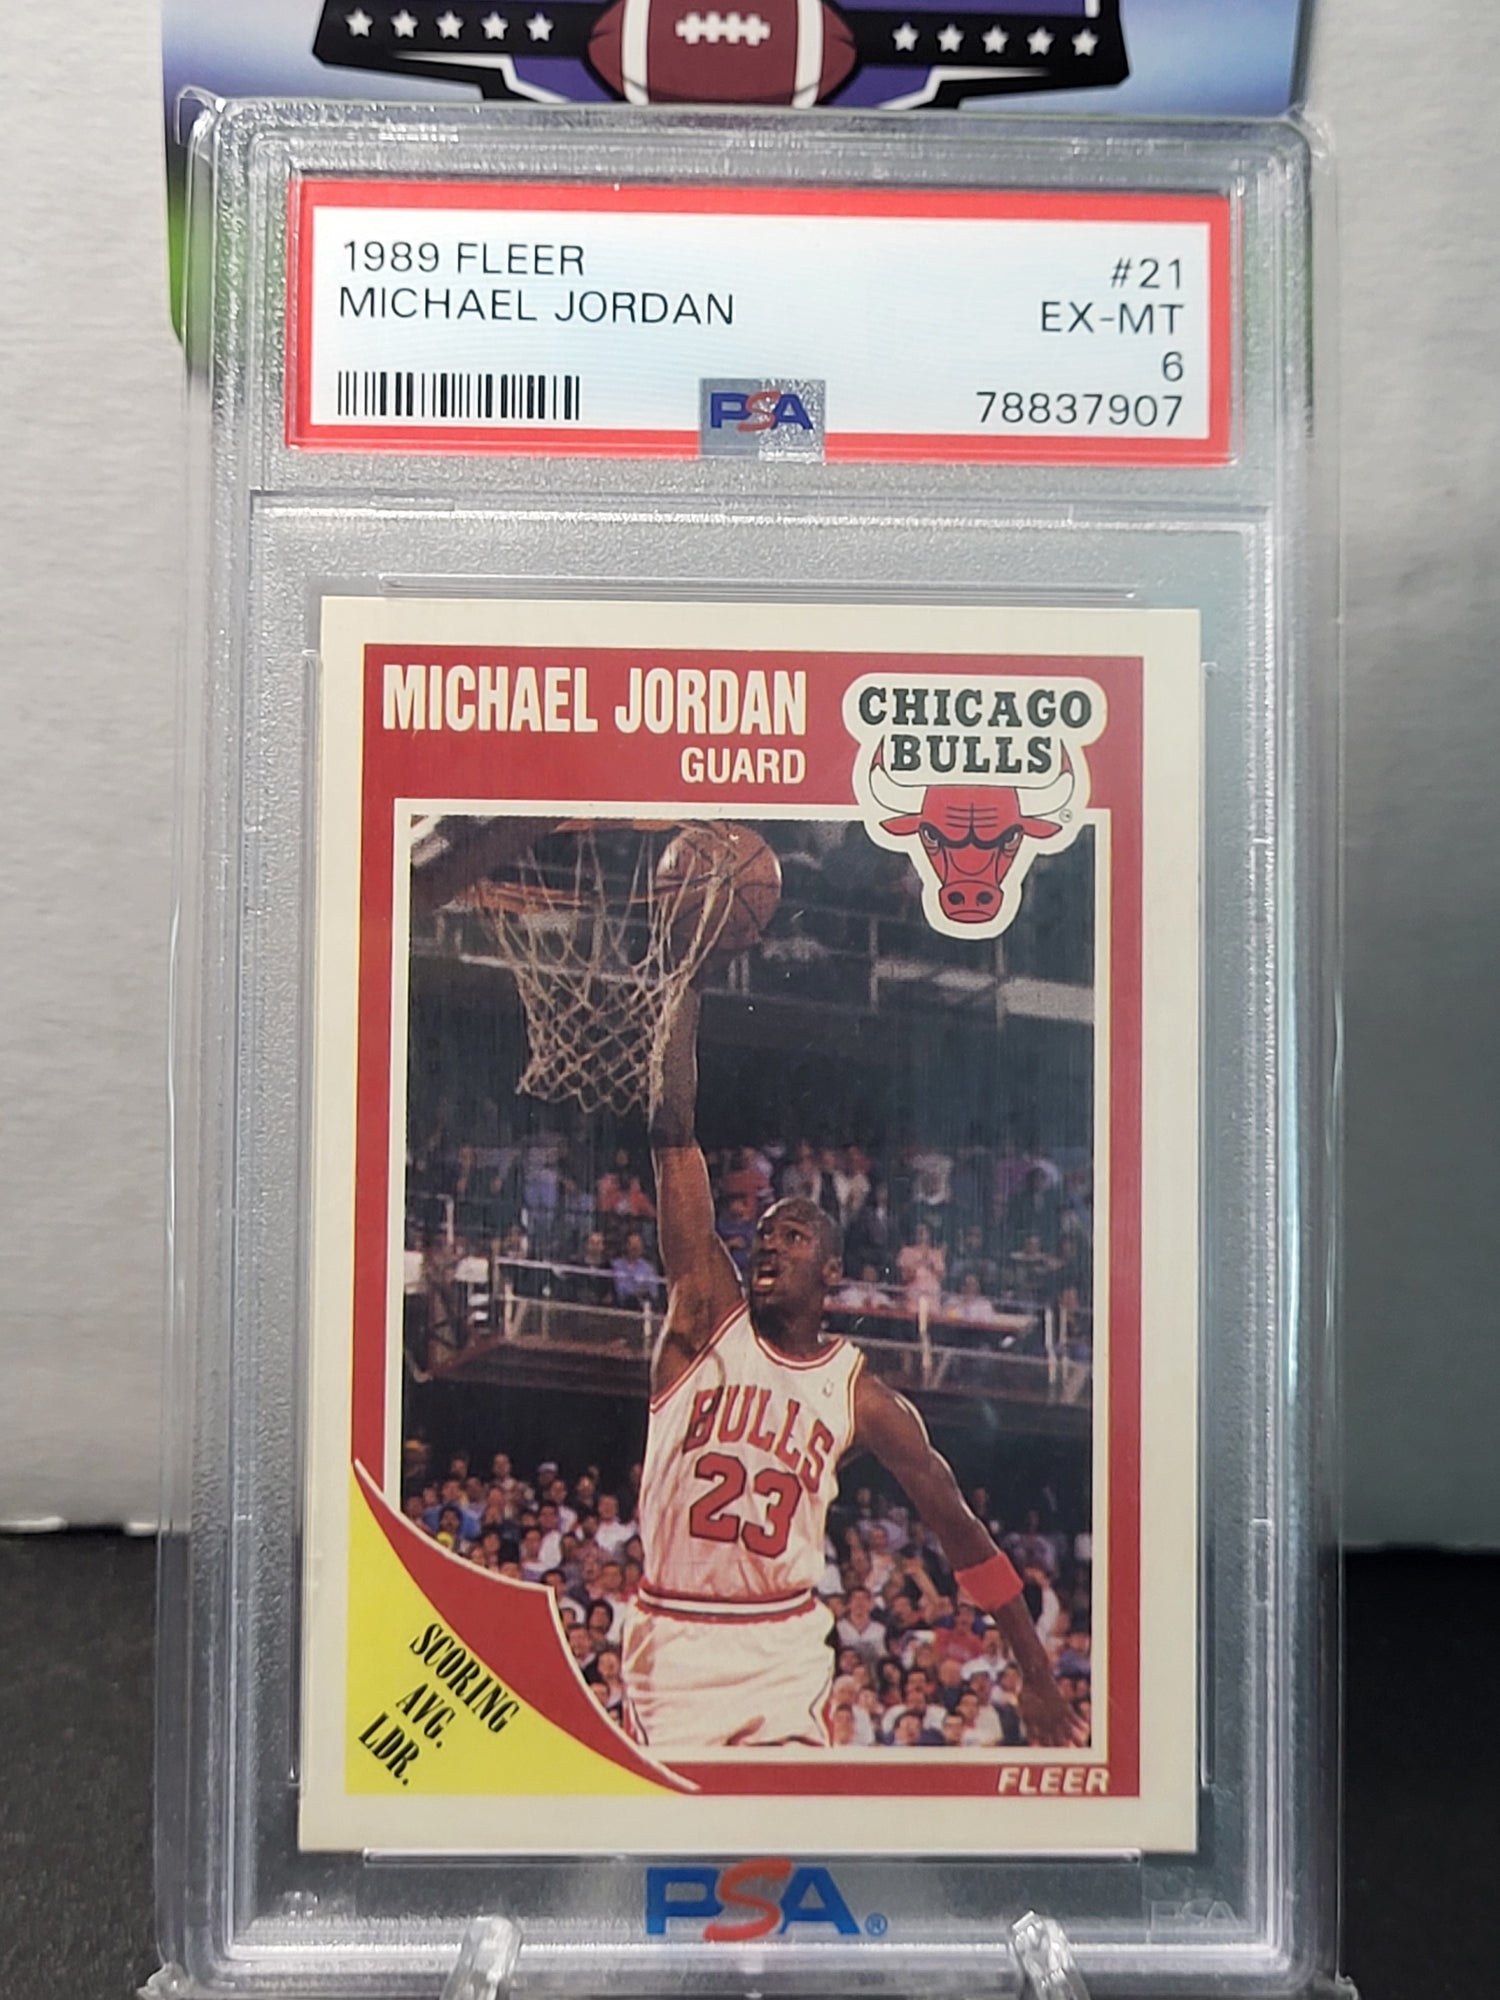 1989 FLEER
MICHAEL JORDAN
#21
EX-MT
6
78837907
PSA
MICHAEL JORDAN
GUARD
CHICAGO
BULLS
BULLS
23
SCORING
AVG.
LDR.
FLEER
PSA®
PSA